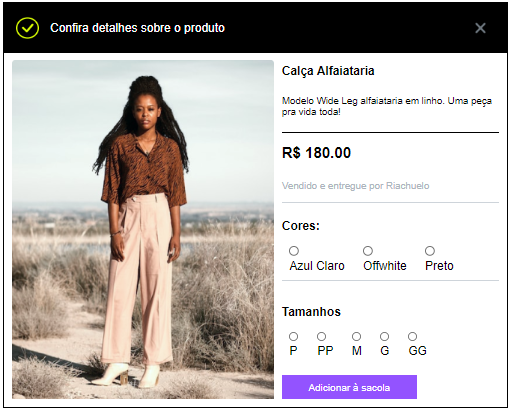 Confira detalhes sobre o produto
Calça Alfaiataria
Modelo Wide Leg alfaiataria em linho. Uma peça
pra vida toda!
R$ 180.00
Vendido e entregue por Riachuelo
Cores:
Azul Claro Offwhite Preto
Tamanhos
P PP M G GG
Adicionar à sacola